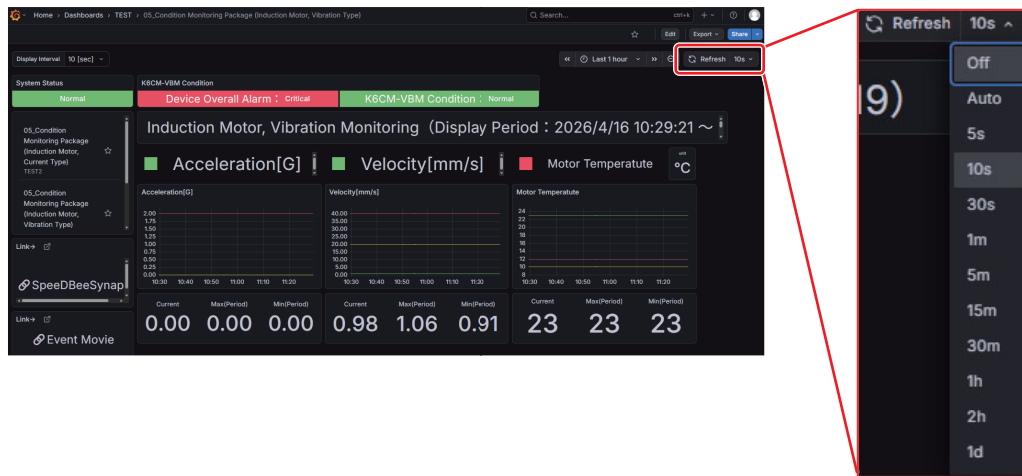 Home › Dashboards › TEST › 05_Condition Monitoring Package (Induction Motor, Vibration Type)
Search...
ctrl+k
Edit
Export
Share
Display Interval 10 [sec]
Last 1 hour
Refresh 10s
System Status
Normal
K6CM-VBM Condition
Device Overall Alarm : Critical
K6CM-VBM Condition : Normal
05_Condition
Monitoring Package
(Induction Motor,
Current Type)
TEST2
05_Condition
Monitoring Package
(Induction Motor,
Vibration Type)
Link→
SpeeDBeeSynap
Link→
Event Movie
Induction Motor, Vibration Monitoring（Display Period：2026/4/16 10:29:21 ～
Acceleration[G]
Velocity[mm/s]
Motor Temperatute
unit
°C
Acceleration[G]
2.00
1.75
1.50
1.25
1.00
0.75
0.50
0.25
0.00
10:30 10:40 10:50 11:00 11:10 11:20
Velocity[mm/s]
40.00
35.00
30.00
25.00
20.00
15.00
10.00
5.00
0.00
10:30 10:40 10:50 11:00 11:10 11:20
Motor Temperatute
24
22
20
18
16
14
12
10
8
10:30 10:40 10:50 11:00 11:10 11:20
Current Max(Period) Min(Period)
0.00 0.00 0.00
Current Max(Period) Min(Period)
0.98 1.06 0.91
Current Max(Period) Min(Period)
23 23 23
Refresh 10s
19)
Off
Auto
5s
10s
30s
1m
5m
15m
30m
1h
2h
1d